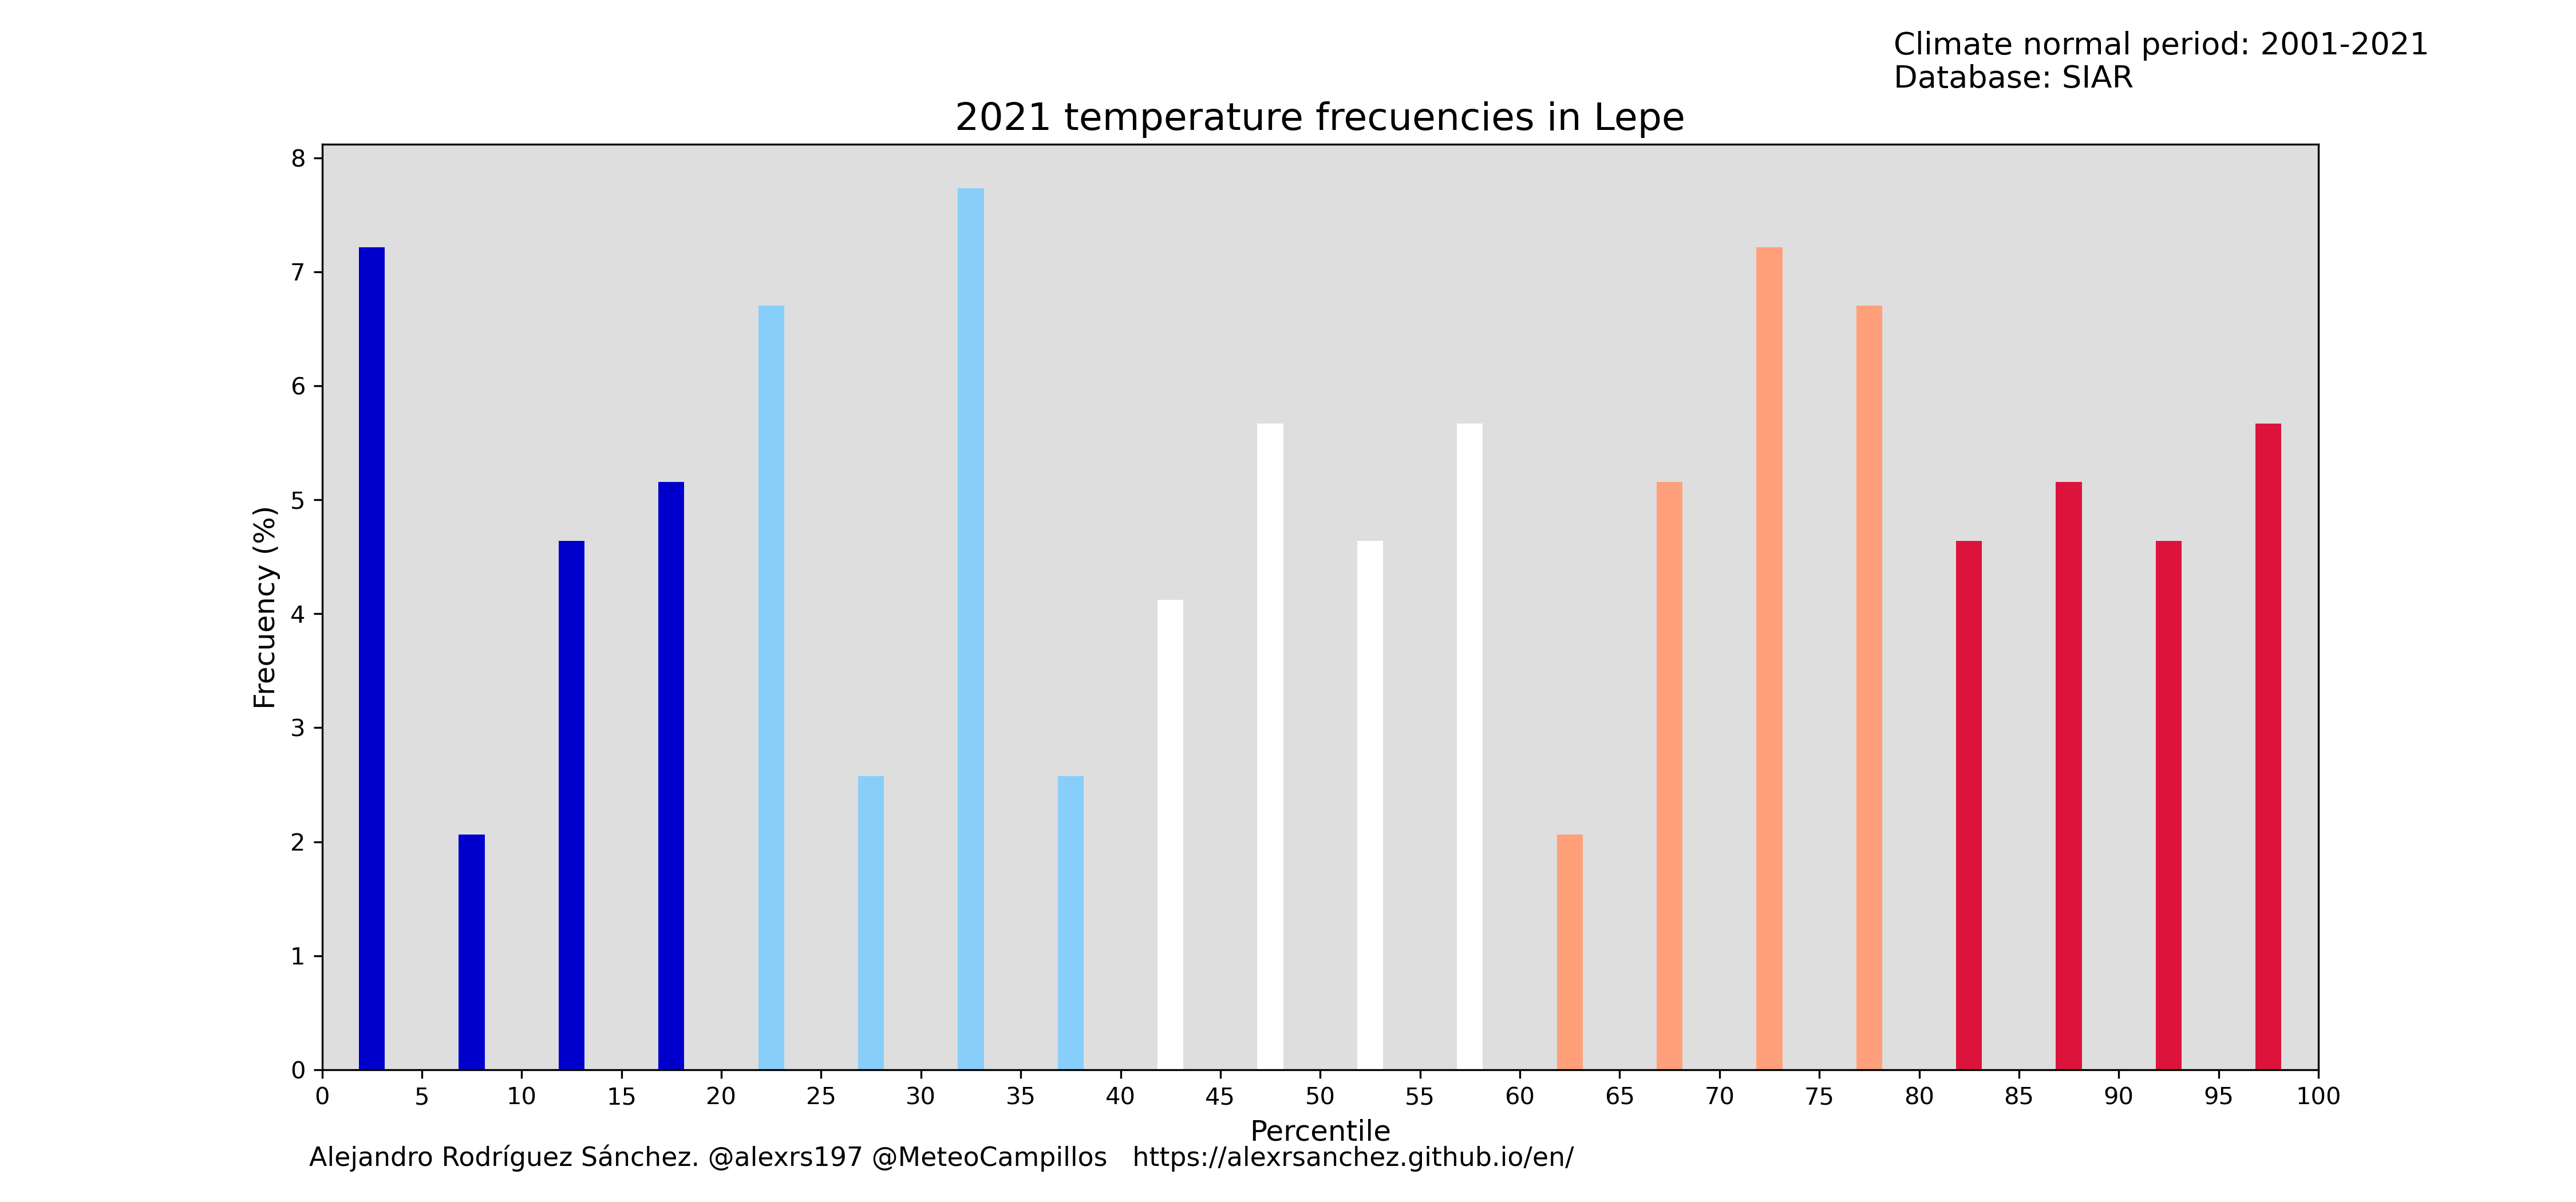 Climate normal period: 2001-2021
Database: SIAR
2021 temperature frecuencies in Lepe
8
7
6
5
4
3
2
1
0
Frecuency (%)
0 5 10 15 20 25 30 35 40 45 50 55 60 65 70 75 80 85 90 95 100
Percentile
Alejandro Rodríguez Sánchez. @alexrs197 @MeteoCampillos https://alexrsanchez.github.io/en/